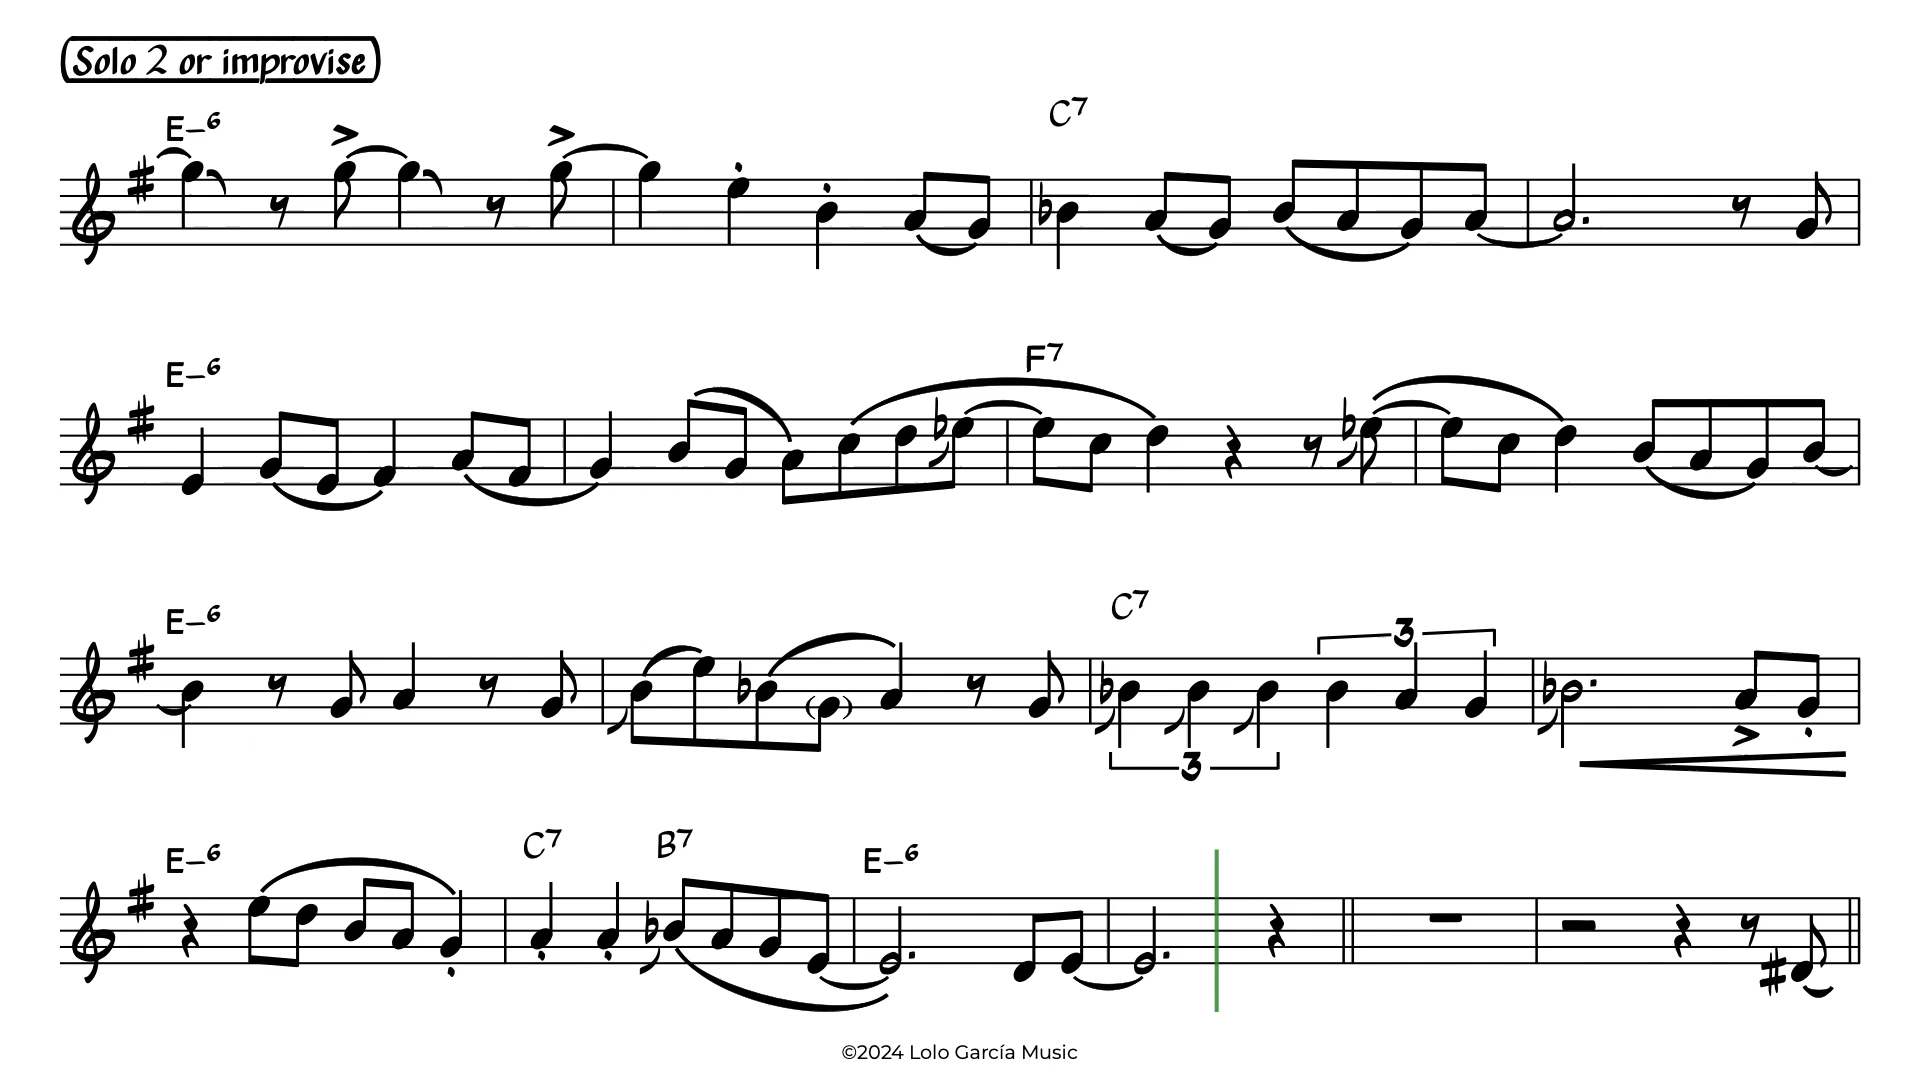 Solo 2 or improvise
E–6 C7
E–6 F7
E–6 C7 3
3
E–6 C7 B7 E–6
©2024 Lolo García Music